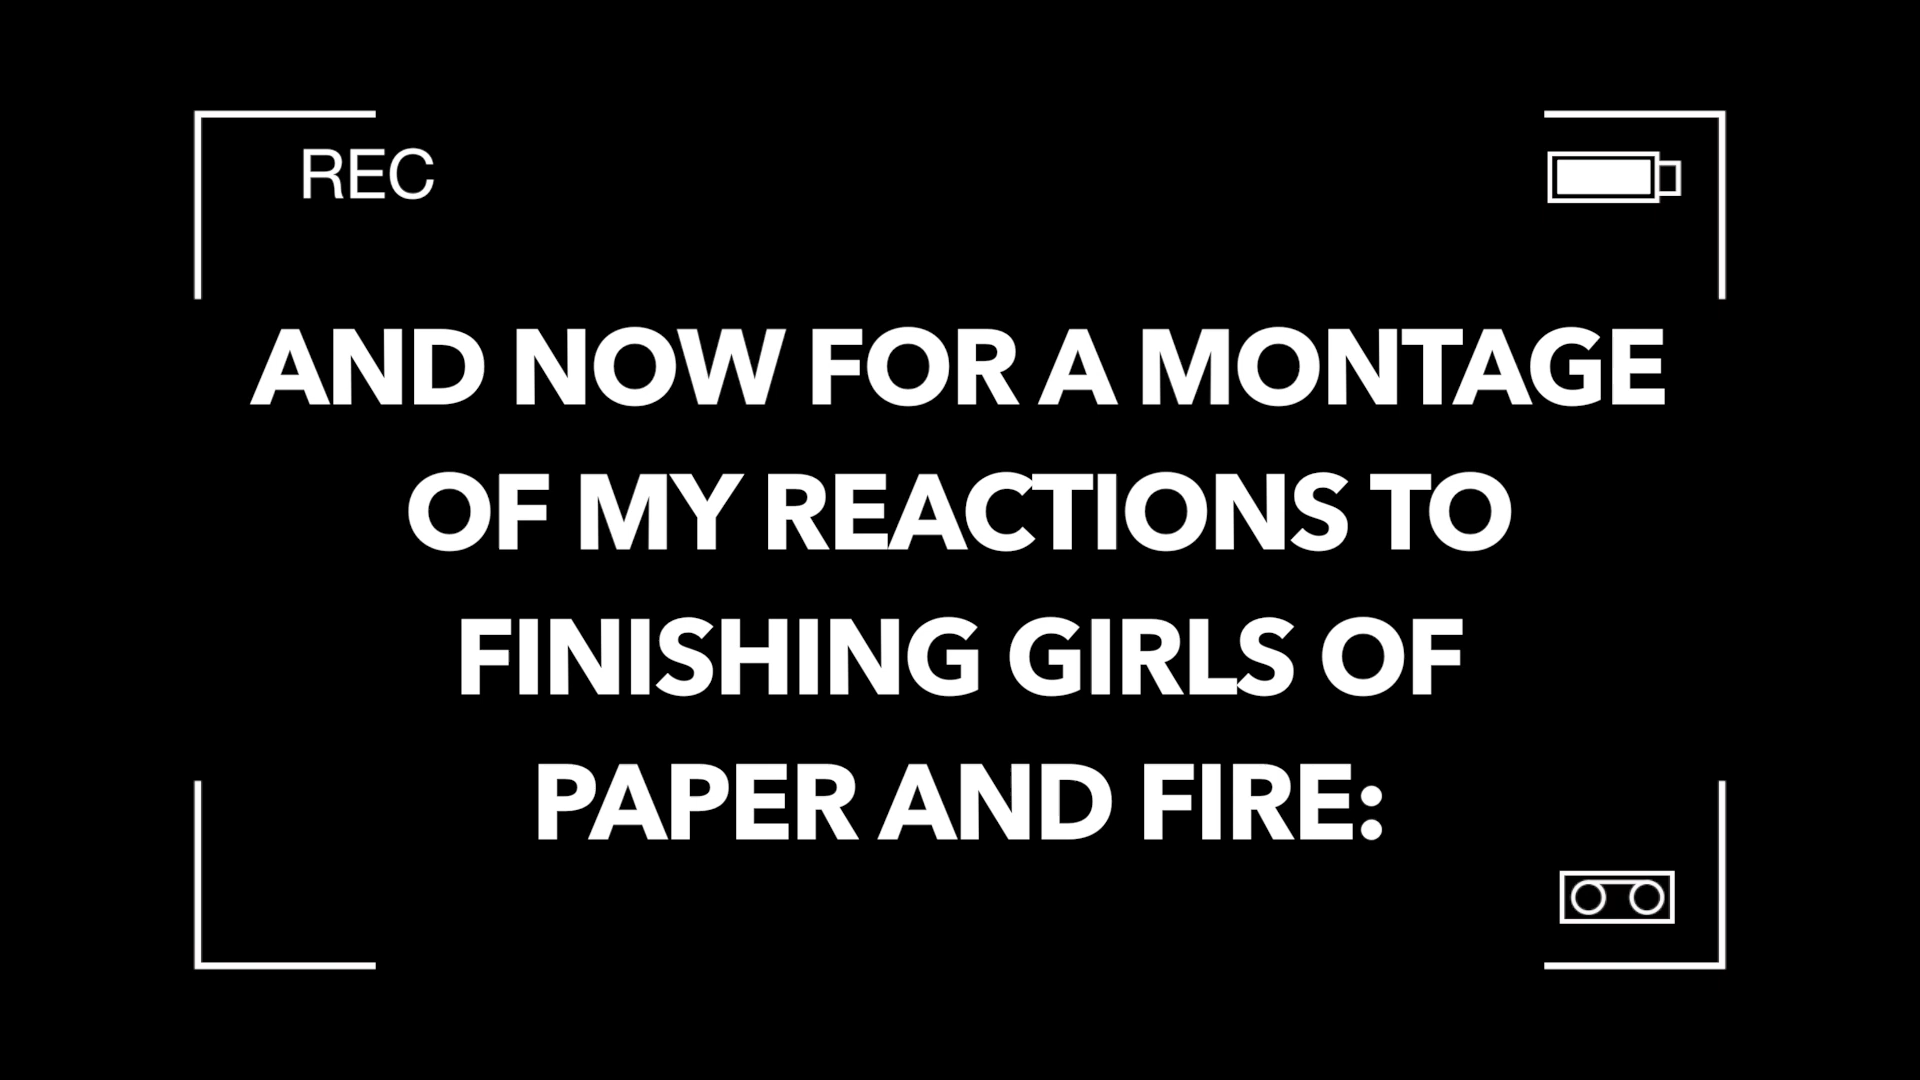 REC
AND NOW FOR A MONTAGE
OF MY REACTIONS TO
FINISHING GIRLS OF
PAPER AND FIRE: